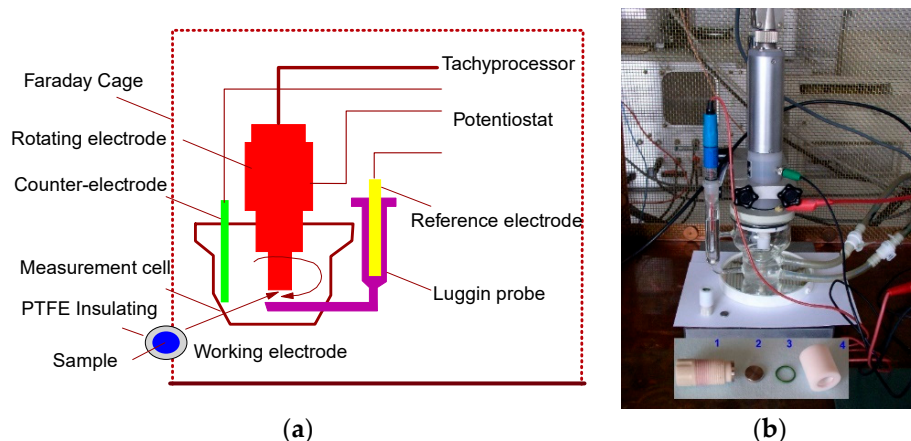 Faraday Cage
Rotating electrode
Counter-electrode
Measurement cell
PTFE Insulating
Sample
Working electrode
Tachyprocessor
Potentiostat
Reference electrode
Luggin probe
1 2 3 4
(a)
(b)